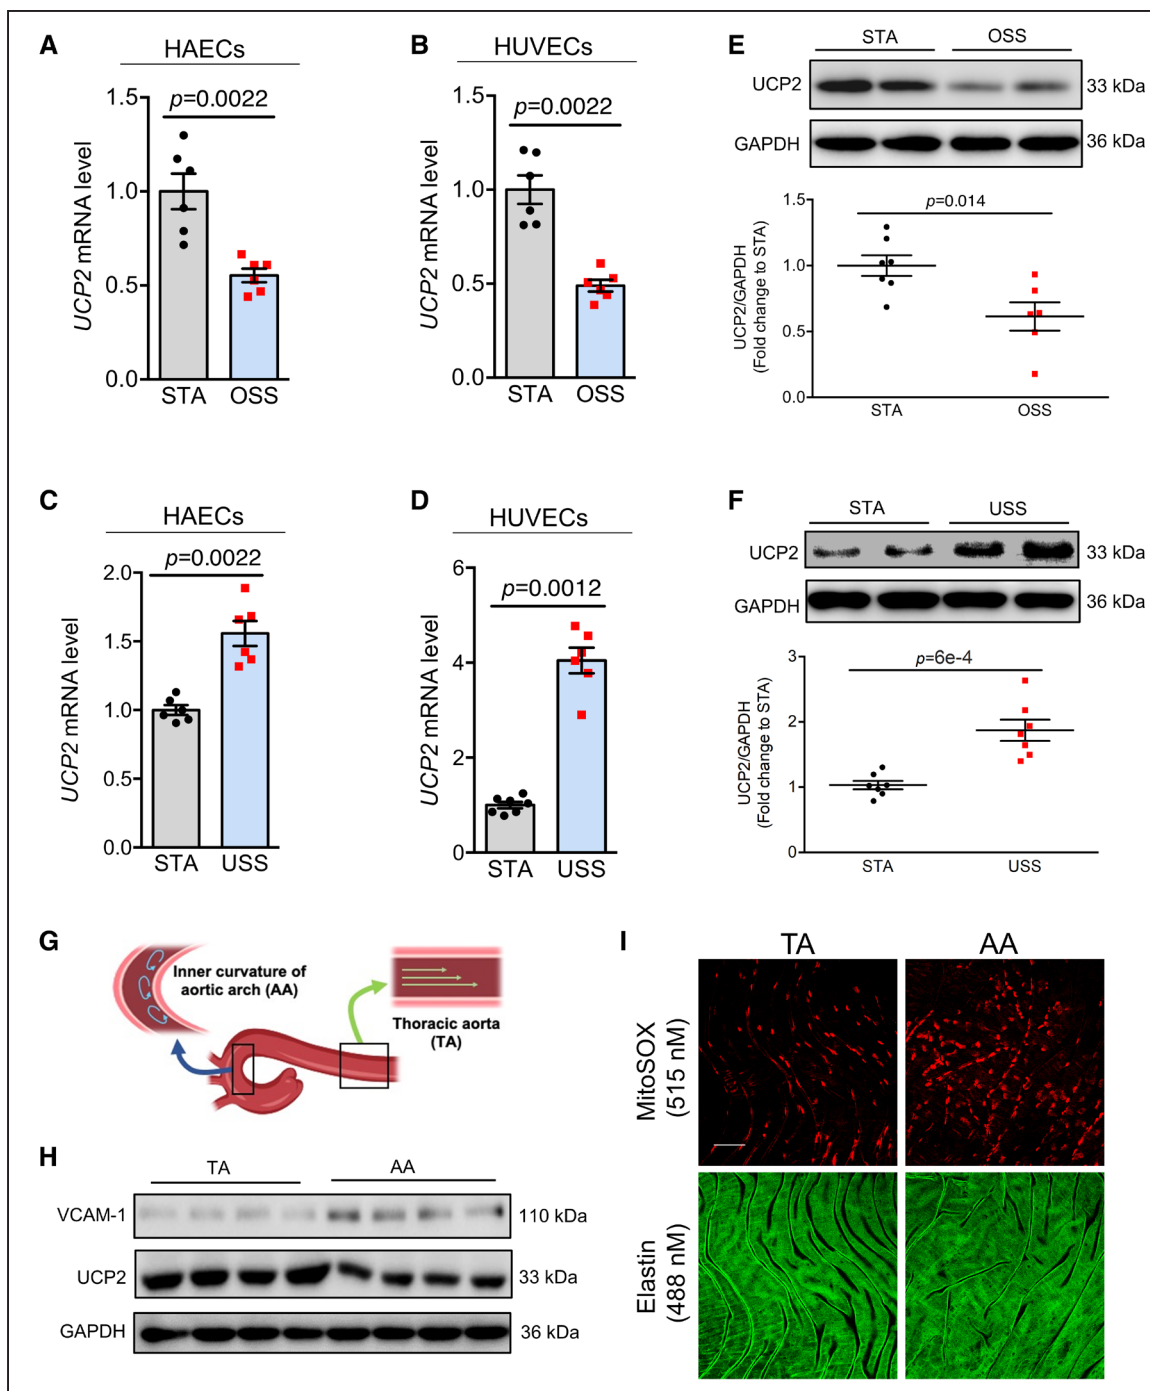 A
HAECs
p=0.0022
UCP2 mRNA level
1.5
1.0
0.5
0.0
STA OSS
B
HUVECs
p=0.0022
UCP2 mRNA level
1.5
1.0
0.5
0.0
STA OSS
E
STA OSS
UCP2 33 kDa
GAPDH 36 kDa
p=0.014
UCP2/GAPDH
(Fold change to STA)
1.5
1.0
0.5
0.0
STA OSS
C
HAECs
p=0.0022
UCP2 mRNA level
2.0
1.5
1.0
0.5
0.0
STA USS
D
HUVECs
p=0.0012
UCP2 mRNA level
6
4
2
0
STA USS
F
STA USS
UCP2 33 kDa
GAPDH 36 kDa
p=6e-4
UCP2/GAPDH
(Fold change to STA)
3
2
1
0
STA USS
G
Inner curvature of
aortic arch (AA)
Thoracic aorta
(TA)
H
TA AA
VCAM-1 110 kDa
UCP2 33 kDa
GAPDH 36 kDa
I
TA AA
MitoSOX
(515 nM)
Elastin
(488 nM)